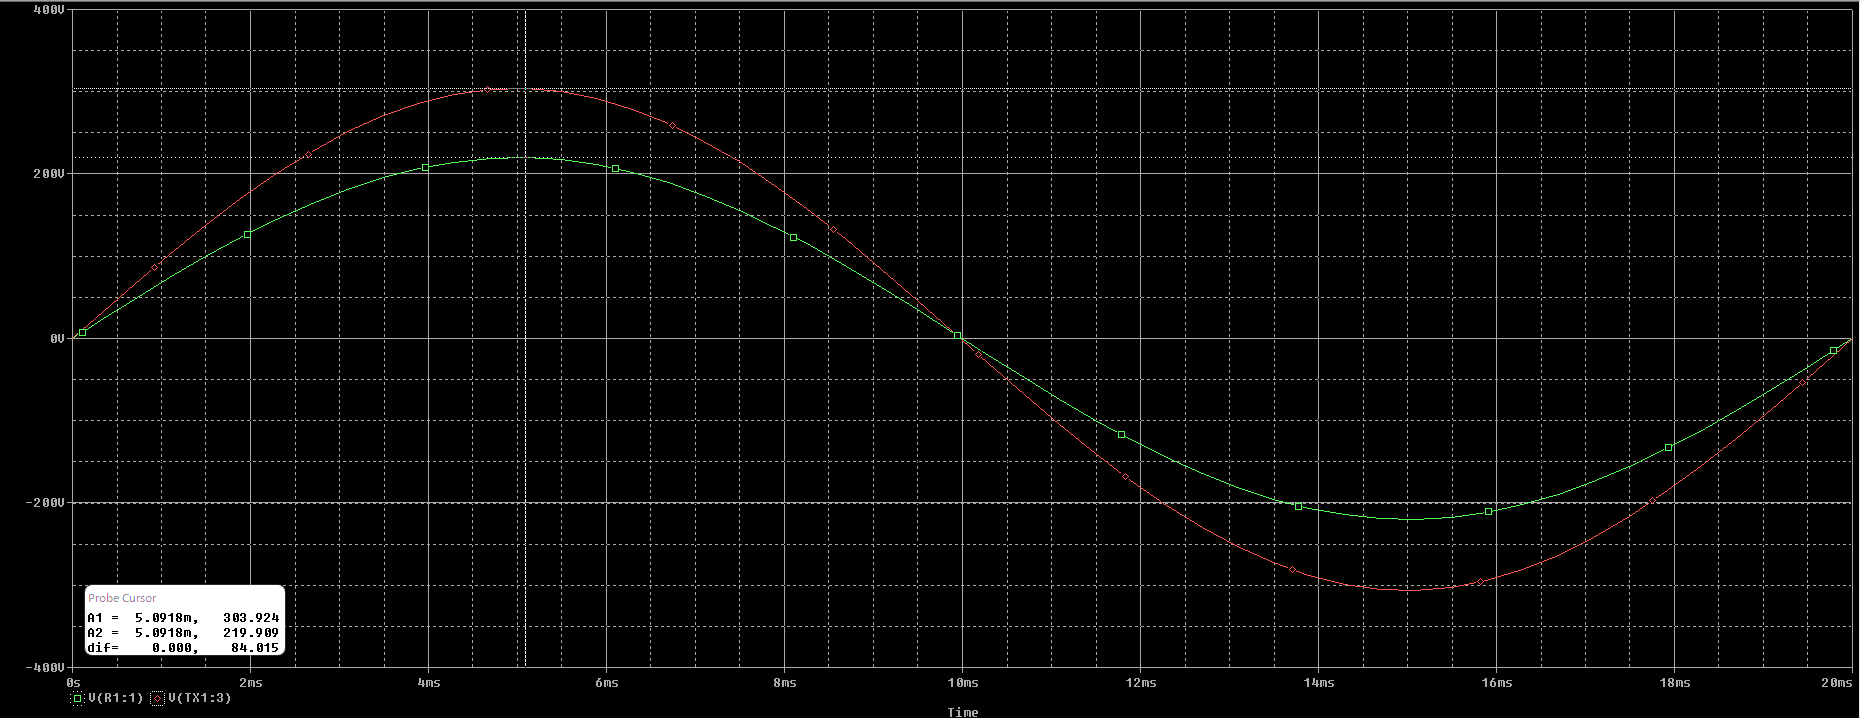 400V
200V
0V
-200V
-400V
Probe Cursor
A1 = 5.0918m, 303.924
A2 = 5.0918m, 219.909
dif= 0.000, 84.015
0s 2ms 4ms 6ms 8ms 10ms 12ms 14ms 16ms 18ms 20ms
V(R1:1) V(TX1:3)
Time